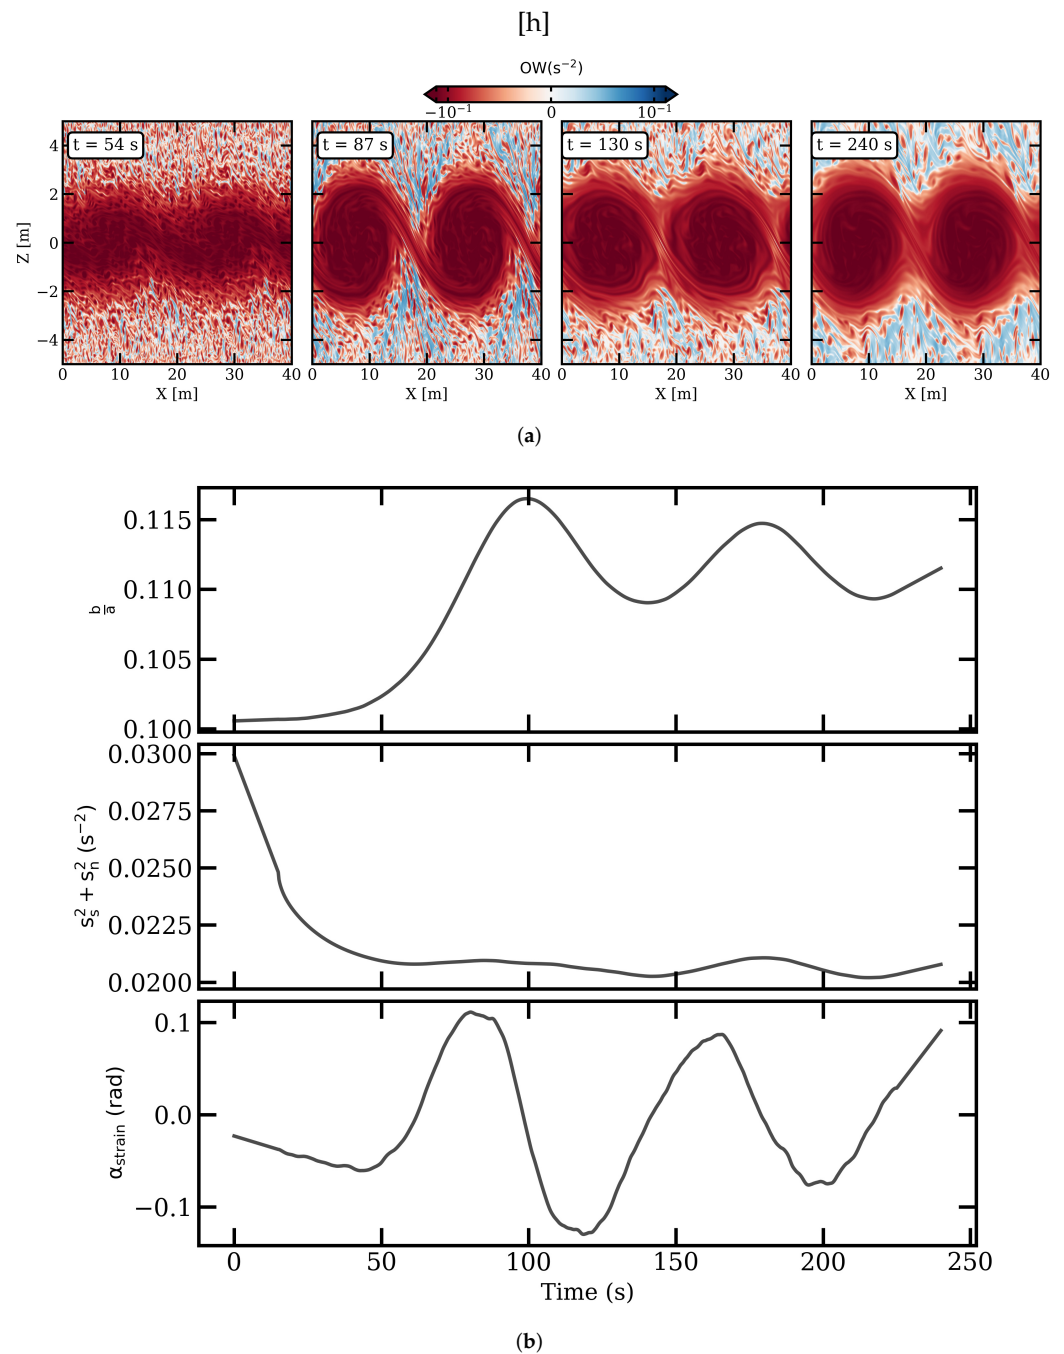 [h]
OW(s⁻²)
−10⁻¹ 0 10⁻¹
t = 54 s t = 87 s t = 130 s t = 240 s
Z [m]
4
2
0
−2
−4
0 10 20 30 40 0 10 20 30 40 0 10 20 30 40 0 10 20 30 40
X [m] X [m] X [m] X [m]
(a)
b/a
0.115
0.110
0.105
0.100
s_s² + s_n² (s⁻²)
0.0300
0.0275
0.0250
0.0225
0.0200
α_strain (rad)
0.1
0.0
−0.1
0 50 100 150 200 250
Time (s)
(b)